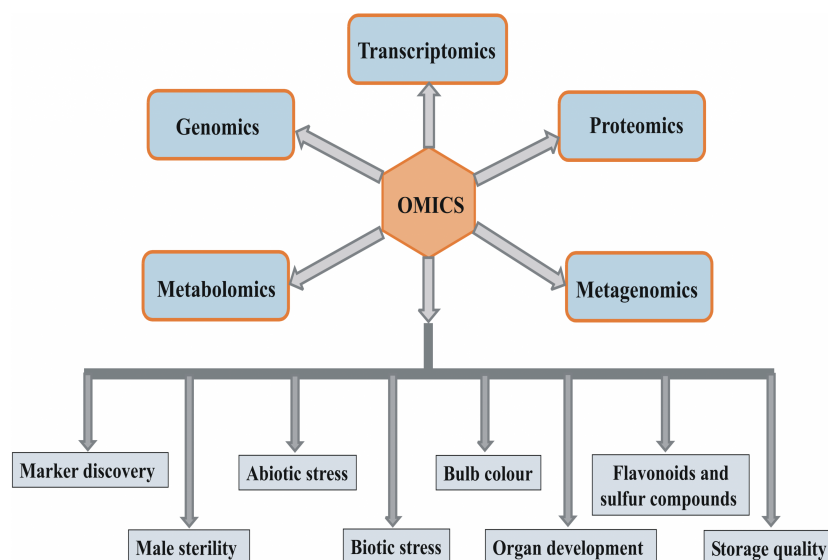 Transcriptomics
Genomics
Proteomics
OMICS
Metabolomics
Metagenomics
Marker discovery
Abiotic stress
Bulb colour
Flavonoids and
sulfur compounds
Male sterility
Biotic stress
Organ development
Storage quality